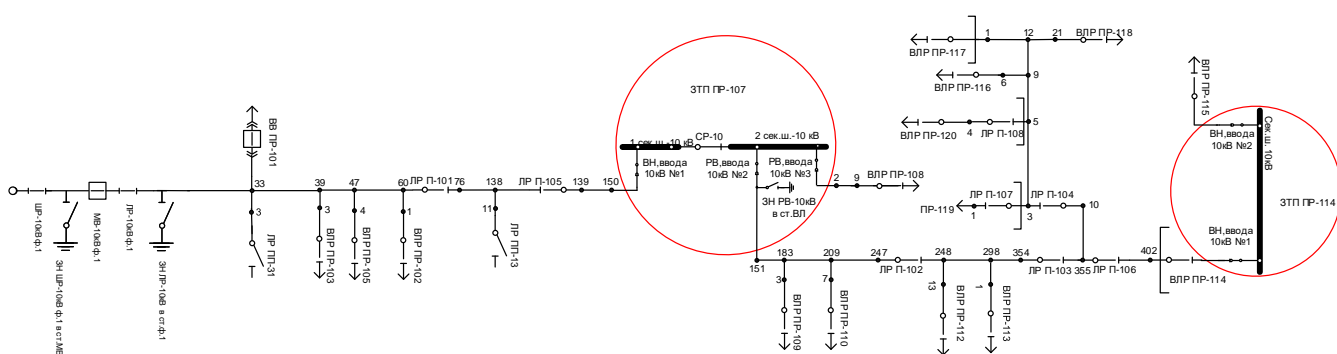 ШР-10кВ ф.1
ЗН ШР-10кВ ф.1 в ст.МВ
МВ-10кВ ф.1
ЛР-10кВ ф.1
ЗН ЛР-10кВ в ст.ф.1
ВВ ПР-101
33
3
ЛР ПП-31
39
3
ВЛР ПР-103
47
4
ВЛР ПР-105
60
1
ВЛР ПР-102
ЛР П-101
76
138
11
ЛР ПП-13
ЛР П-105
139
150
ЗТП ПР-107
1 сек.ш.-10 кВ
СР-10
2 сек.ш.-10 кВ
ВН,ввода
10кВ №1
РВ,ввода
10кВ №2
РВ,ввода
10кВ №3
ЗН РВ-10кВ
в ст.ВЛ
2
9
ВЛР ПР-108
151
183
3
ВЛР ПР-109
209
7
ВЛР ПР-110
247
ЛР П-102
248
13
ВЛР ПР-112
298
1
ВЛР ПР-113
354
ЛР П-103
355
ЛР П-106
402
ВЛР ПР-114
ВЛР ПР-117
1
12
21
ВЛР ПР-118
ВЛР ПР-116
6
9
ВЛР ПР-120
4
ЛР П-108
5
ПР-119
1
ЛР П-107
3
ЛР П-104
10
ВЛР ПР-115
ВН,ввода
10кВ №2
Сек.ш. 10кВ
ЗТП ПР-114
ВН,ввода
10кВ №1